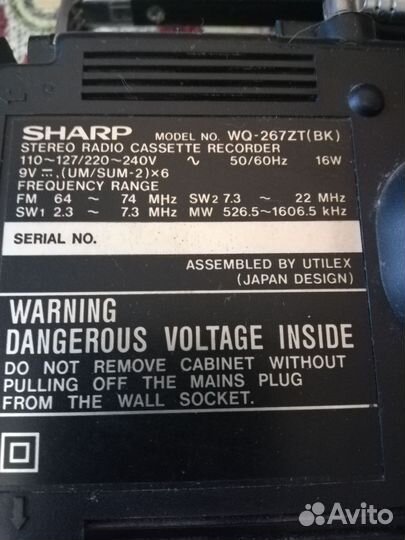 SHARP MODEL NO. WQ-267ZT(BK)
STEREO RADIO CASSETTE RECORDER
110~127/220~240V ∿ 50/60Hz 16W
9V ⎓, (UM/SUM-2)×6
FREQUENCY RANGE
FM 64 ~ 74 MHz SW2 7.3 ~ 22 MHz
SW1 2.3 ~ 7.3 MHz MW 526.5~1606.5 kHz
SERIAL NO.
ASSEMBLED BY UTILEX
(JAPAN DESIGN)
WARNING
DANGEROUS VOLTAGE INSIDE
DO NOT REMOVE CABINET WITHOUT
PULLING OFF THE MAINS PLUG
FROM THE WALL SOCKET.
Avito